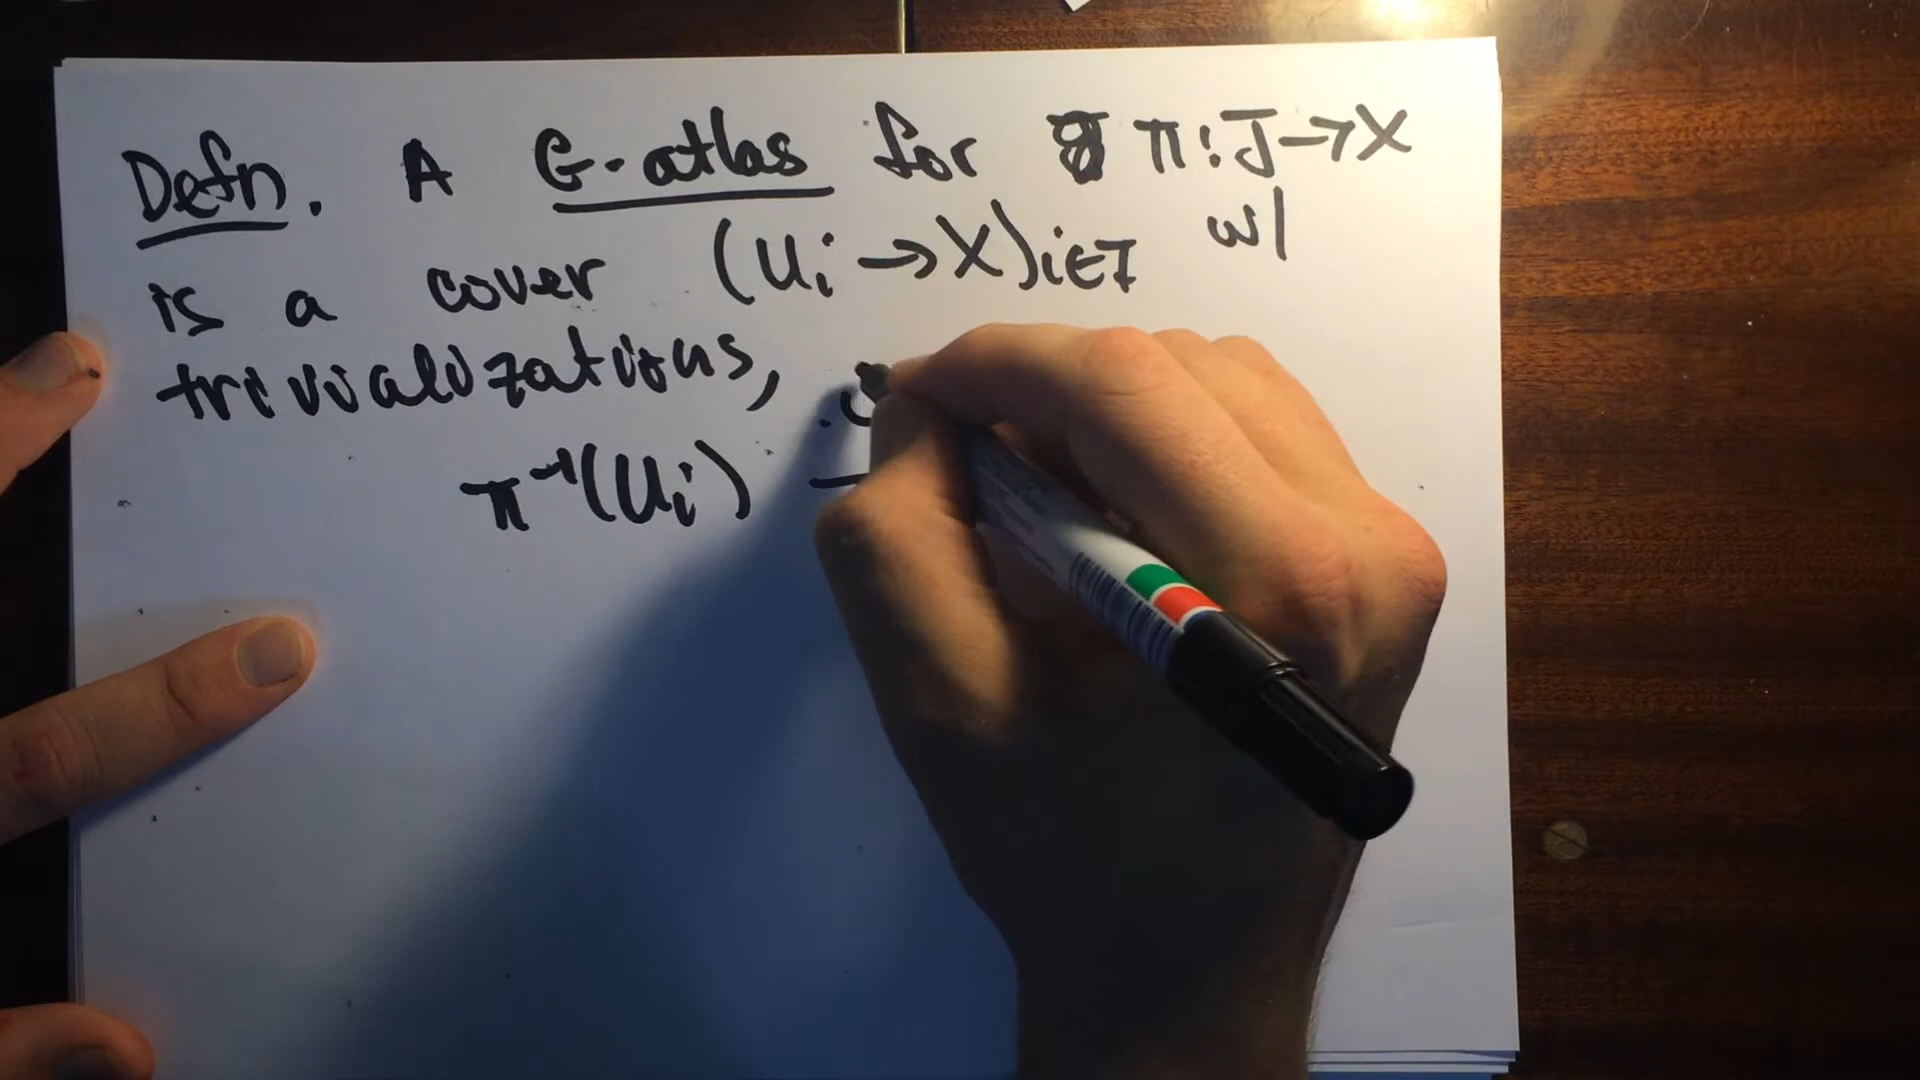 Defn. A G-atlas for π:J→X
is a cover (Ui→X)i∈I w/
trivializations,
π⁻¹(Ui)